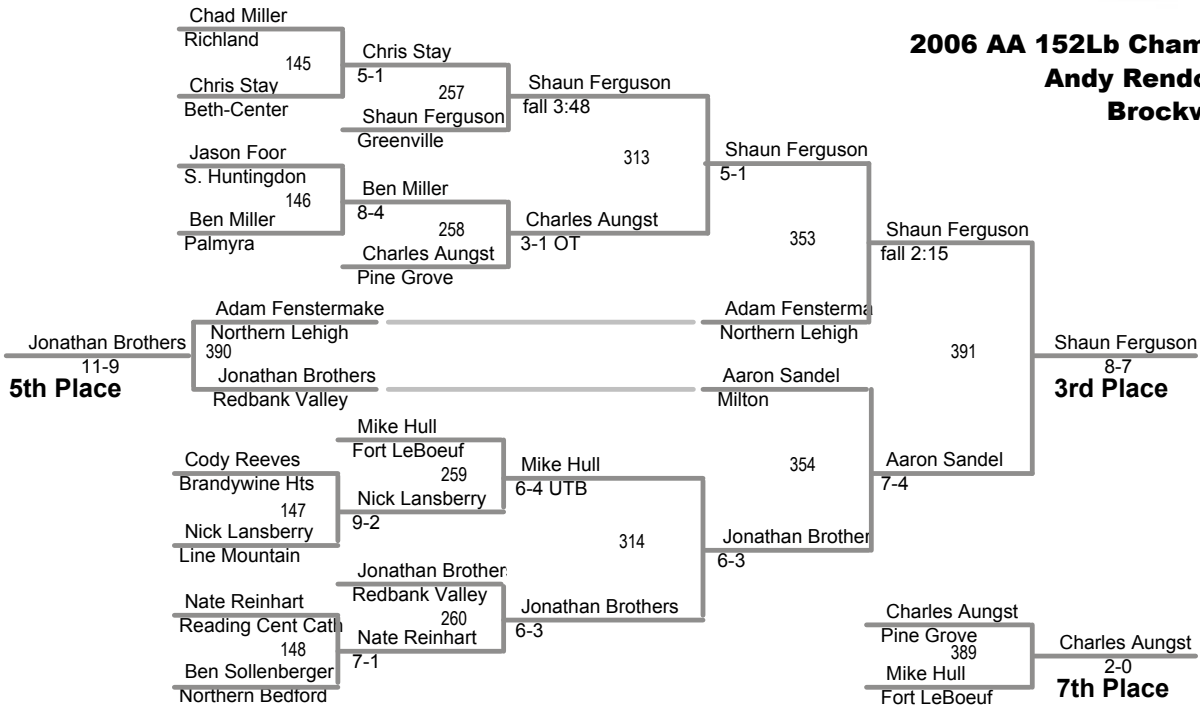 2006 AA 152Lb Cham
Andy Rendo
Brockv
Chad Miller
Richland
145
Chris Stay
Beth-Center
Chris Stay
5-1
257
Shaun Ferguson
Greenville
Shaun Ferguson
fall 3:48
Jason Foor
S. Huntingdon
146
Ben Miller
Palmyra
Ben Miller
8-4
258
Charles Aungst
Pine Grove
Charles Aungst
3-1 OT
313
Shaun Ferguson
5-1
353
Adam Fensterma
Northern Lehigh
Shaun Ferguson
fall 2:15
Adam Fenstermake
Northern Lehigh
390
Jonathan Brothers
Redbank Valley
Jonathan Brothers
11-9
5th Place
391
Shaun Ferguson
8-7
3rd Place
Aaron Sandel
Milton
354
Aaron Sandel
7-4
Mike Hull
Fort LeBoeuf
259
Cody Reeves
Brandywine Hts
147
Nick Lansberry
Line Mountain
Nick Lansberry
9-2
Mike Hull
6-4 UTB
314
Jonathan Brother
6-3
Jonathan Brothers
Redbank Valley
260
Nate Reinhart
Reading Cent Cath
148
Ben Sollenberger
Northern Bedford
Nate Reinhart
7-1
Jonathan Brothers
6-3
Charles Aungst
Pine Grove
389
Mike Hull
Fort LeBoeuf
Charles Aungst
2-0
7th Place